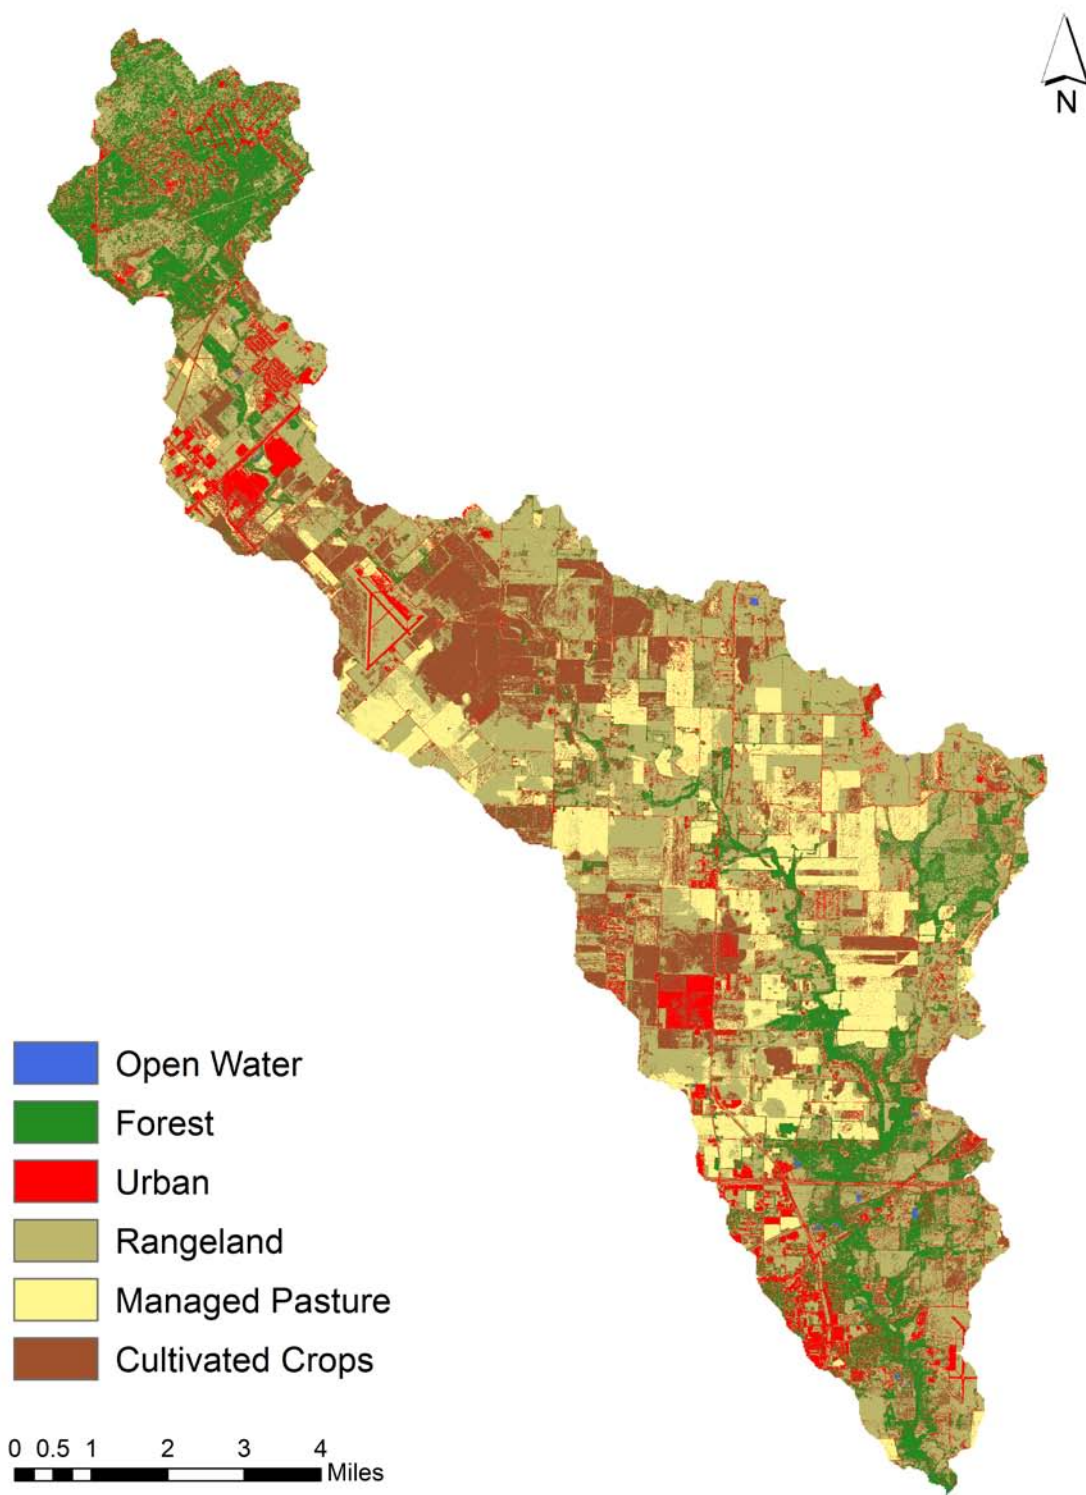 N
Open Water
Forest
Urban
Rangeland
Managed Pasture
Cultivated Crops
0 0.5 1 2 3 4
Miles